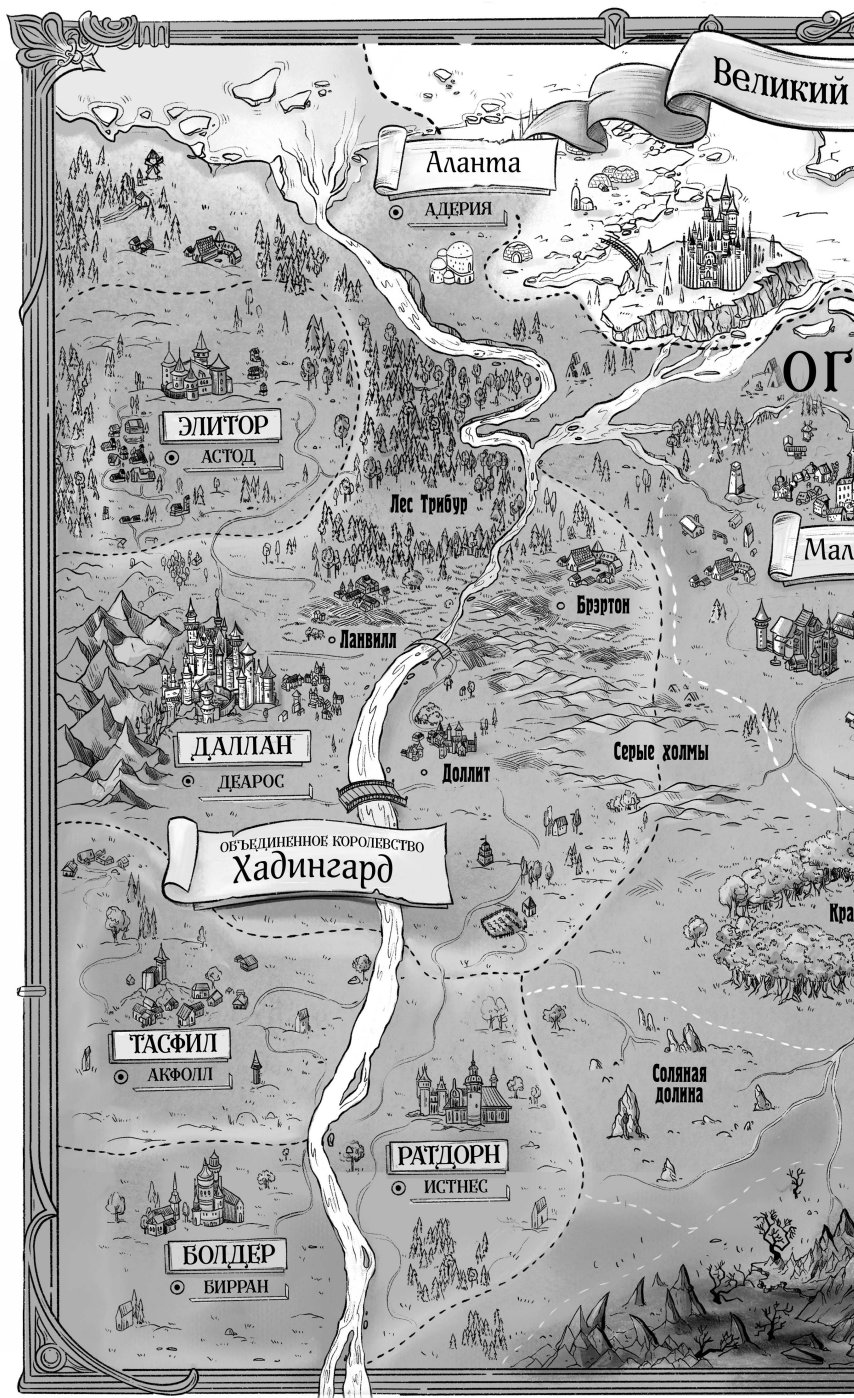 Великий
Аланта
АДЕРИЯ
ОГ
ЭЛИТОР
АСТОД
Лес Трибур
Мал
Брэртон
Ланвилл
ДАЛЛАН
ДЕАРОС
Серые холмы
Доллит
ОБЪЕДИНЕННОЕ КОРОЛЕВСТВО
Хадингард
Кра
ТАСФИЛ
АКФОЛЛ
Соляная
долина
РАТДОРН
ИСТНЕС
БОЛДЕР
БИРРАН